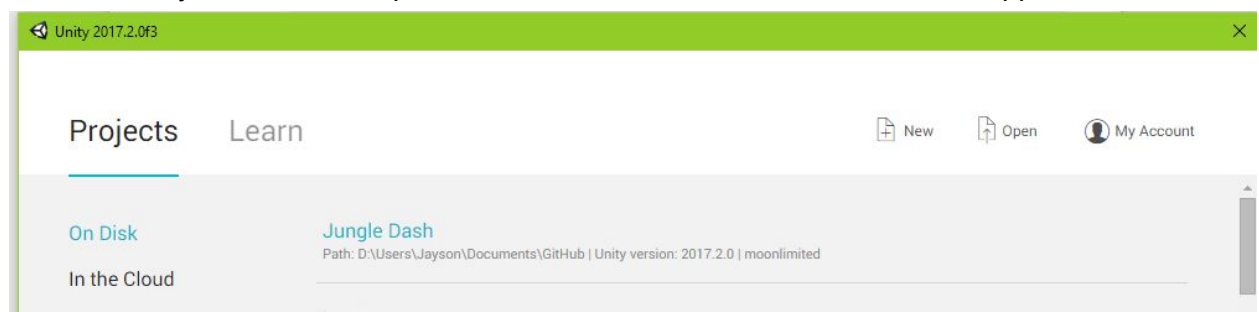 Unity 2017.2.0f3
Projects Learn New Open My Account
On Disk
Jungle Dash
Path: D:\Users\Jayson\Documents\GitHub | Unity version: 2017.2.0 | moonlimited
In the Cloud